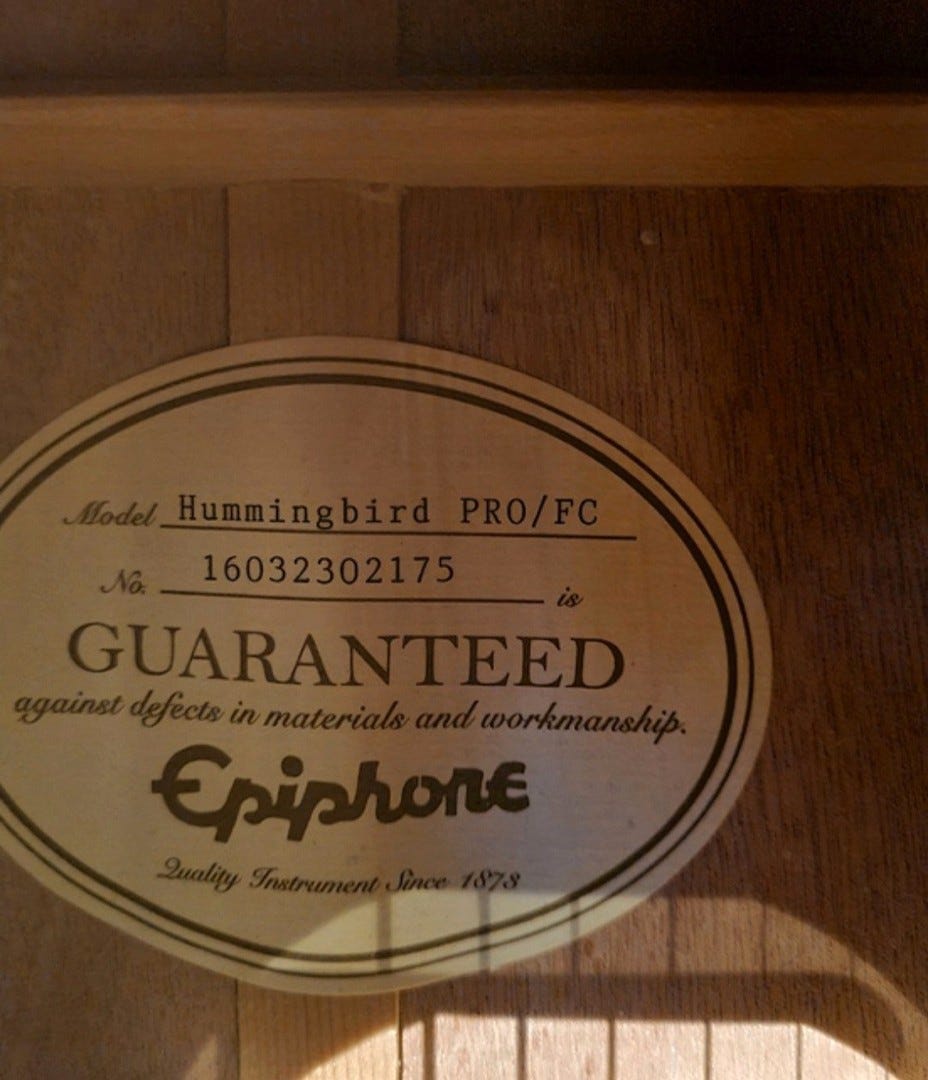 Model Hummingbird PRO/FC
No. 16032302175 is
GUARANTEED
against defects in materials and workmanship.
Epiphone
Quality Instrument Since 1873